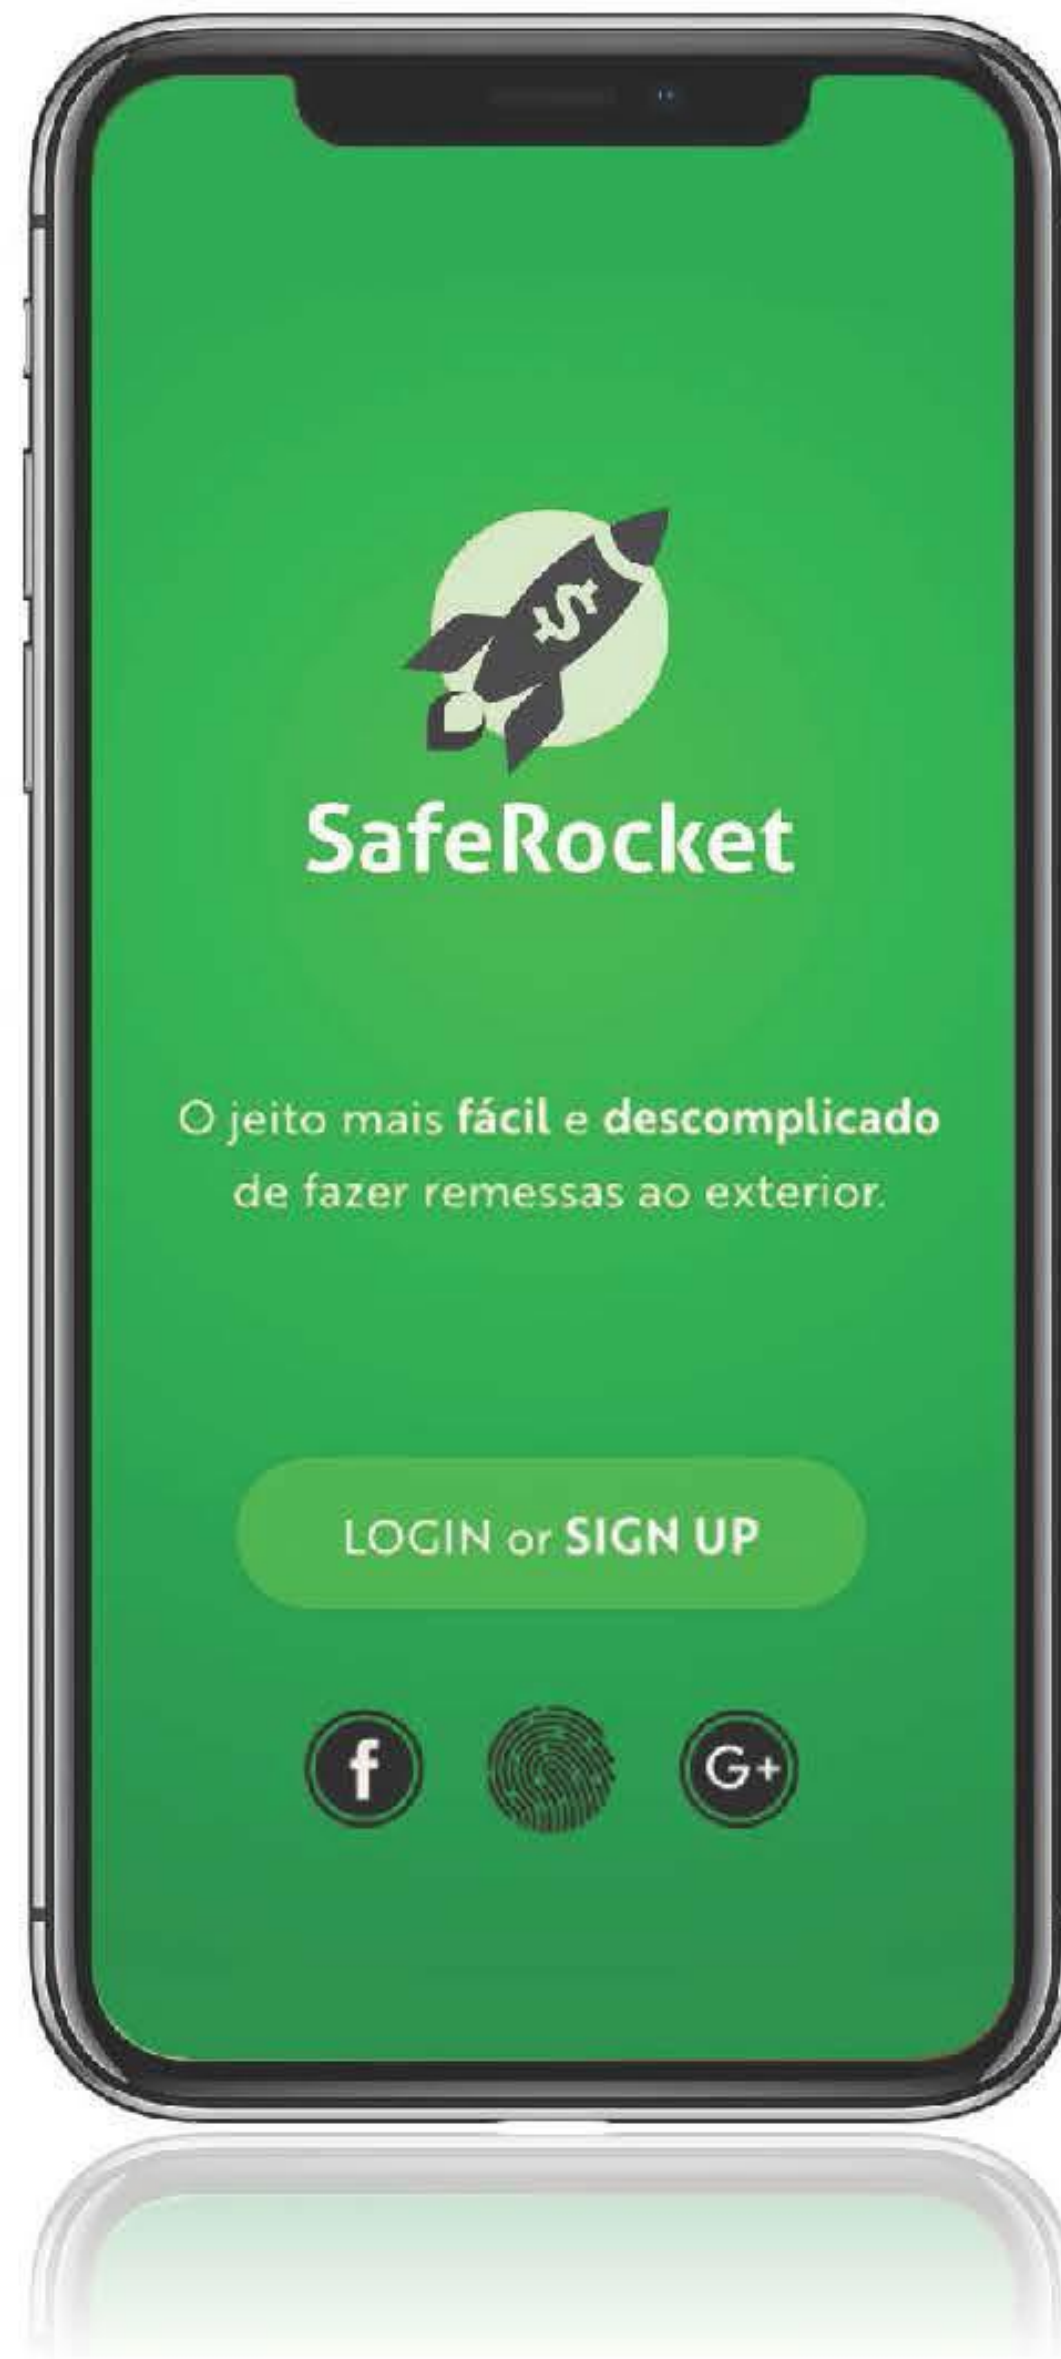 $
SafeRocket
O jeito mais fácil e descomplicado
de fazer remessas ao exterior.
LOGIN or SIGN UP
f
G+